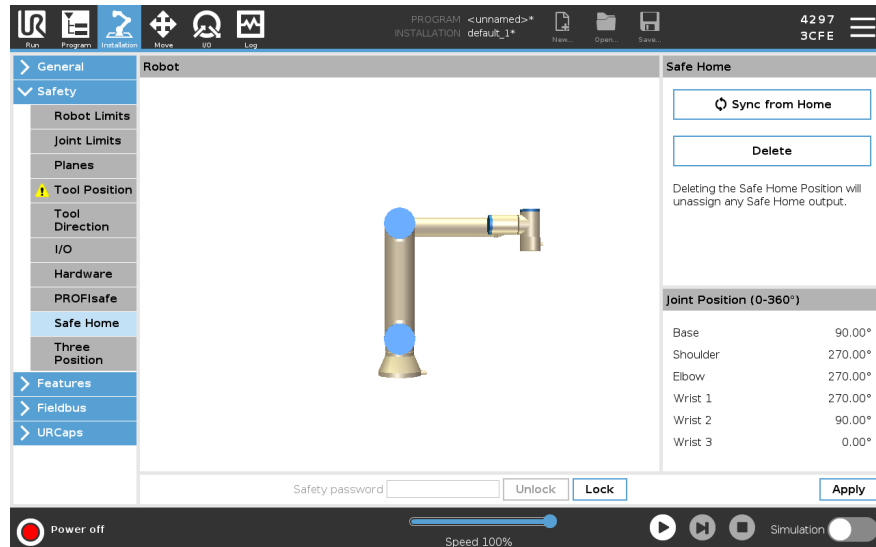 PROGRAM <unnamed>*
INSTALLATION default_1*
4297
3CFE
UR
Run
Program
Installation
Move
I/O
Log
New...
Open...
Save...
General
Safety
Robot Limits
Joint Limits
Planes
Tool Position
Tool
Direction
I/O
Hardware
PROFIsafe
Safe Home
Three
Position
Features
Fieldbus
URCaps
Robot
Safe Home
Sync from Home
Delete
Deleting the Safe Home Position will
unassign any Safe Home output.
Joint Position (0-360°)
Base 90.00°
Shoulder 270.00°
Elbow 270.00°
Wrist 1 270.00°
Wrist 2 90.00°
Wrist 3 0.00°
Safety password
Unlock
Lock
Apply
Power off
Speed 100%
Simulation